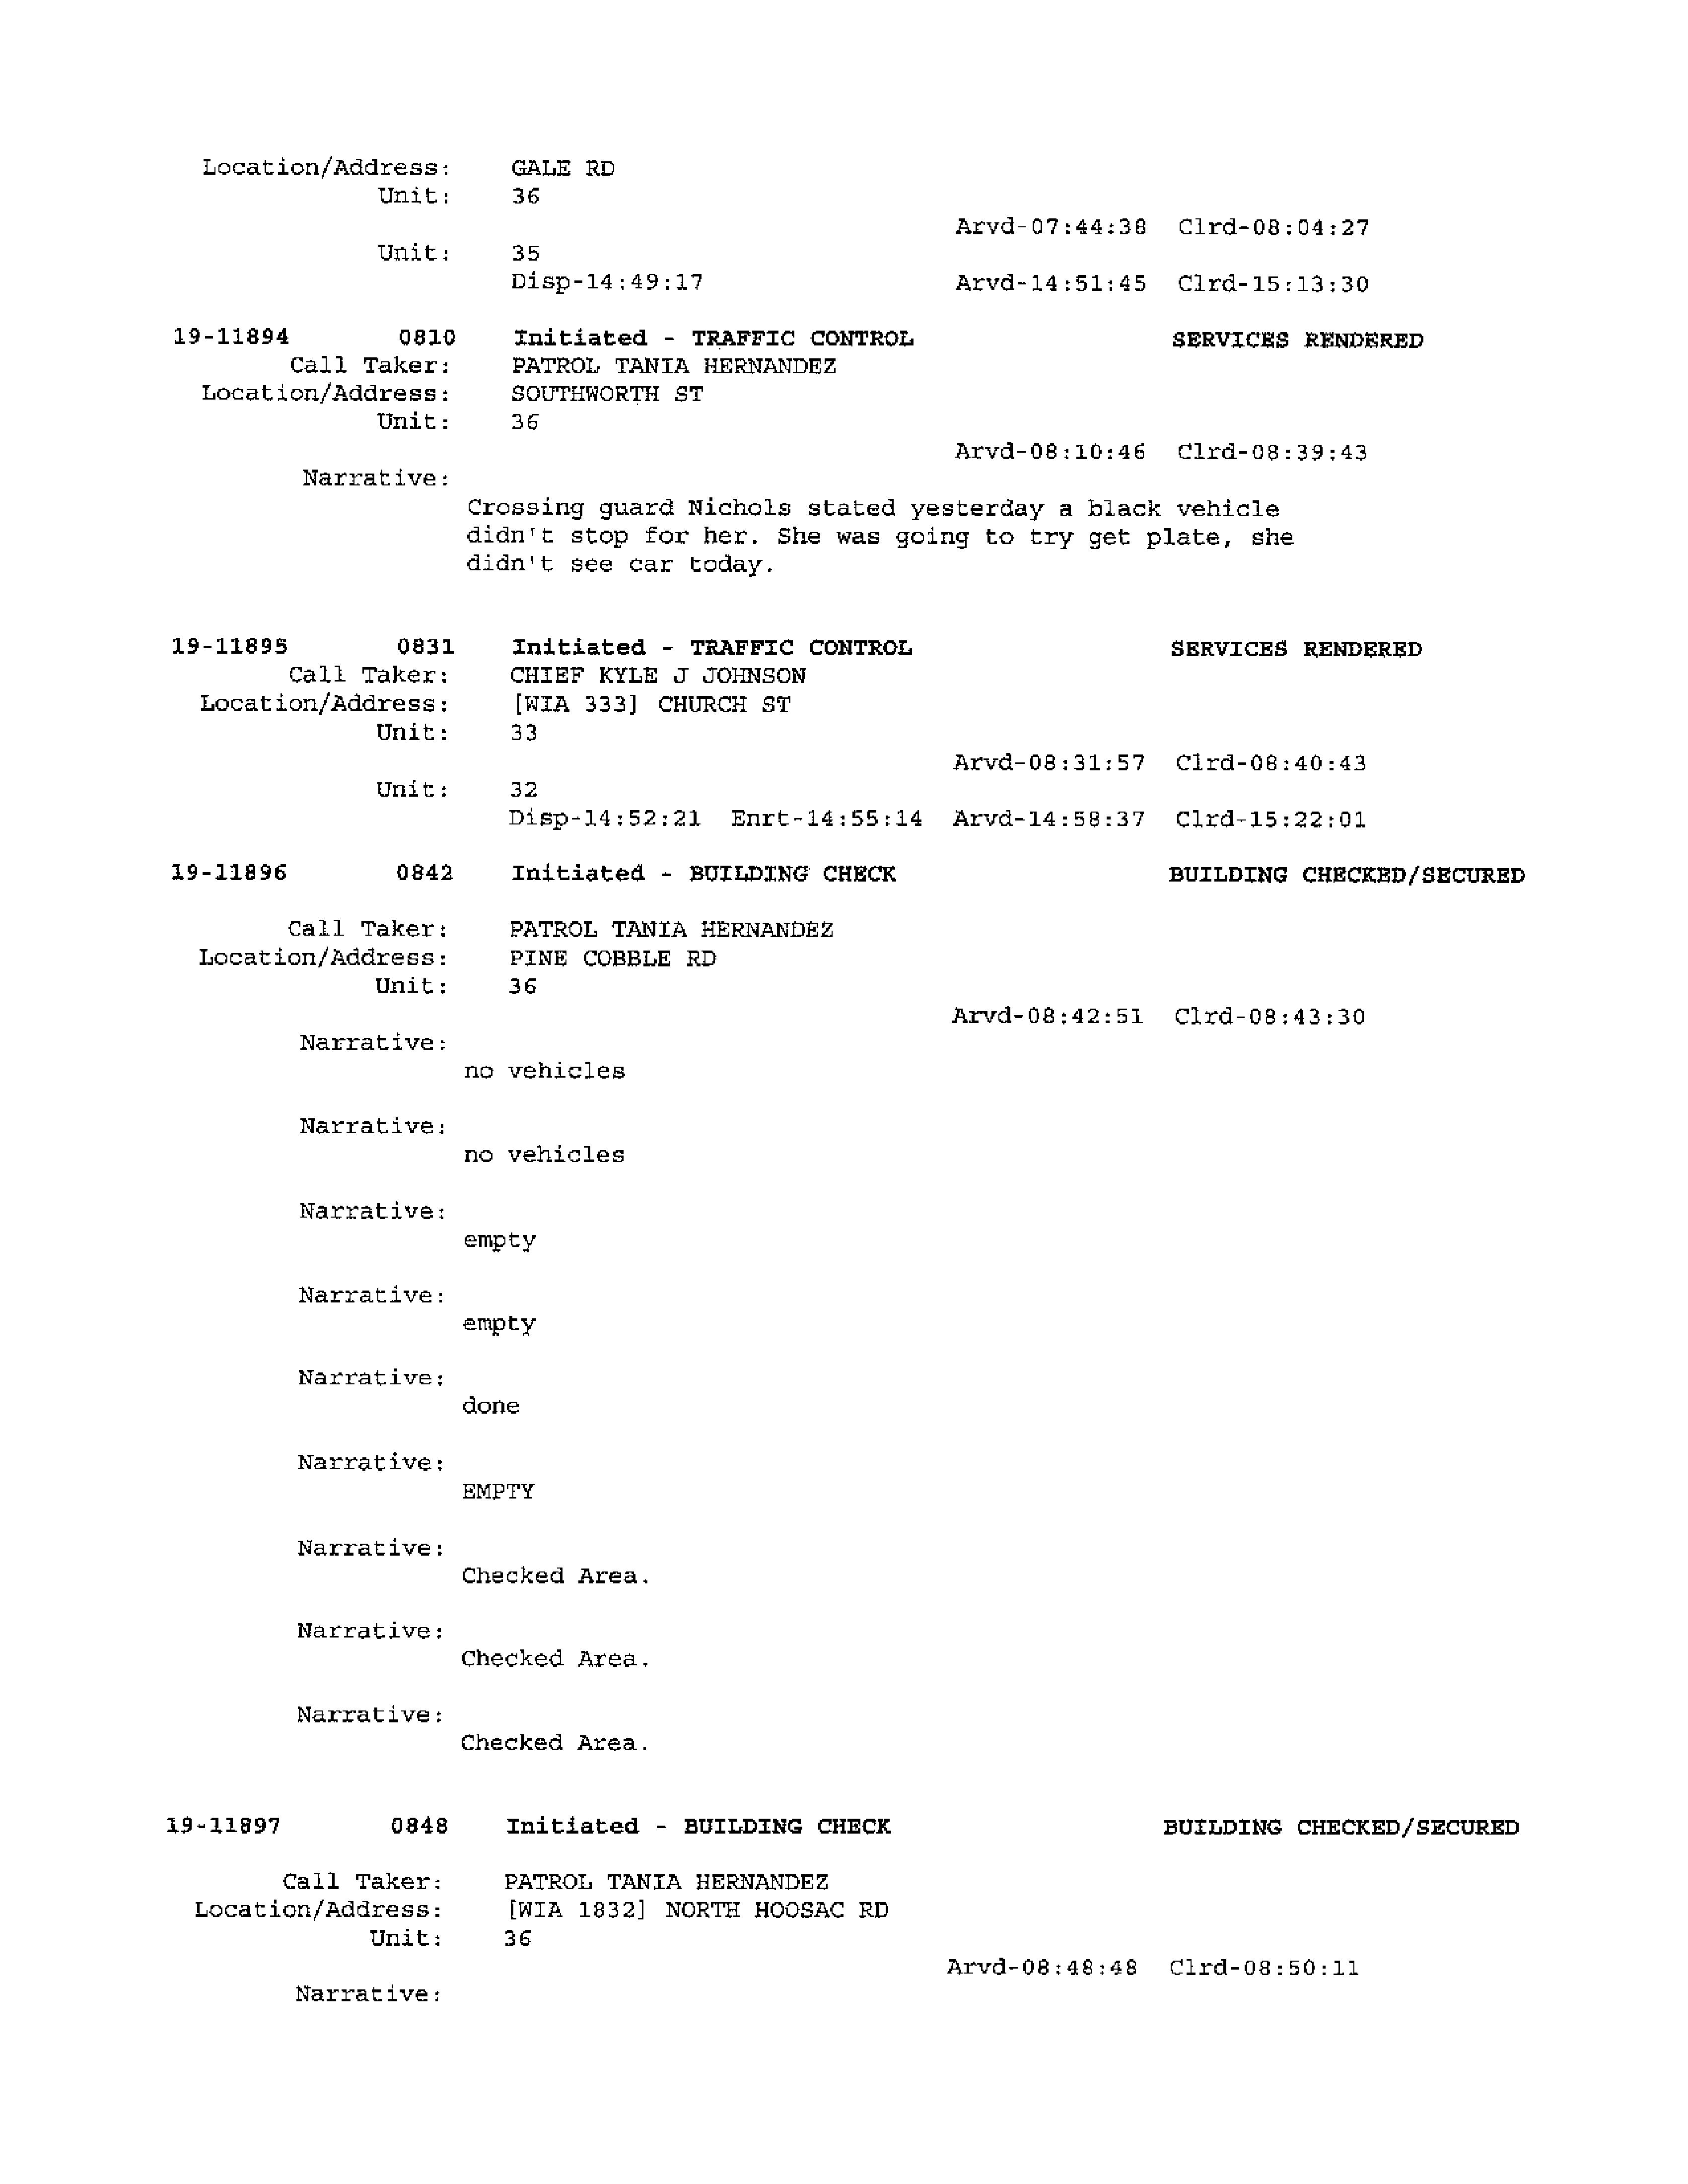 Location/Address: GALE RD
Unit: 36
Arvd-07:44:38 Clrd-08:04:27
Unit: 35
Disp-14:49:17 Arvd-14:51:45 Clrd-15:13:30
19-11894 0810 Initiated - TRAFFIC CONTROL SERVICES RENDERED
Call Taker: PATROL TANIA HERNANDEZ
Location/Address: SOUTHWORTH ST
Unit: 36
Arvd-08:10:46 Clrd-08:39:43
Narrative:
Crossing guard Nichols stated yesterday a black vehicle
didn't stop for her. She was going to try get plate, she
didn't see car today.
19-11895 0831 Initiated - TRAFFIC CONTROL SERVICES RENDERED
Call Taker: CHIEF KYLE J JOHNSON
Location/Address: [WIA 333] CHURCH ST
Unit: 33
Arvd-08:31:57 Clrd-08:40:43
Unit: 32
Disp-14:52:21 Enrt-14:55:14 Arvd-14:58:37 Clrd-15:22:01
19-11896 0842 Initiated - BUILDING CHECK BUILDING CHECKED/SECURED
Call Taker: PATROL TANIA HERNANDEZ
Location/Address: PINE COBBLE RD
Unit: 36
Arvd-08:42:51 Clrd-08:43:30
Narrative:
no vehicles
Narrative:
no vehicles
Narrative:
empty
Narrative:
empty
Narrative:
done
Narrative:
EMPTY
Narrative:
Checked Area.
Narrative:
Checked Area.
Narrative:
Checked Area.
19-11897 0848 Initiated - BUILDING CHECK BUILDING CHECKED/SECURED
Call Taker: PATROL TANIA HERNANDEZ
Location/Address: [WIA 1832] NORTH HOOSAC RD
Unit: 36
Arvd-08:48:48 Clrd-08:50:11
Narrative: